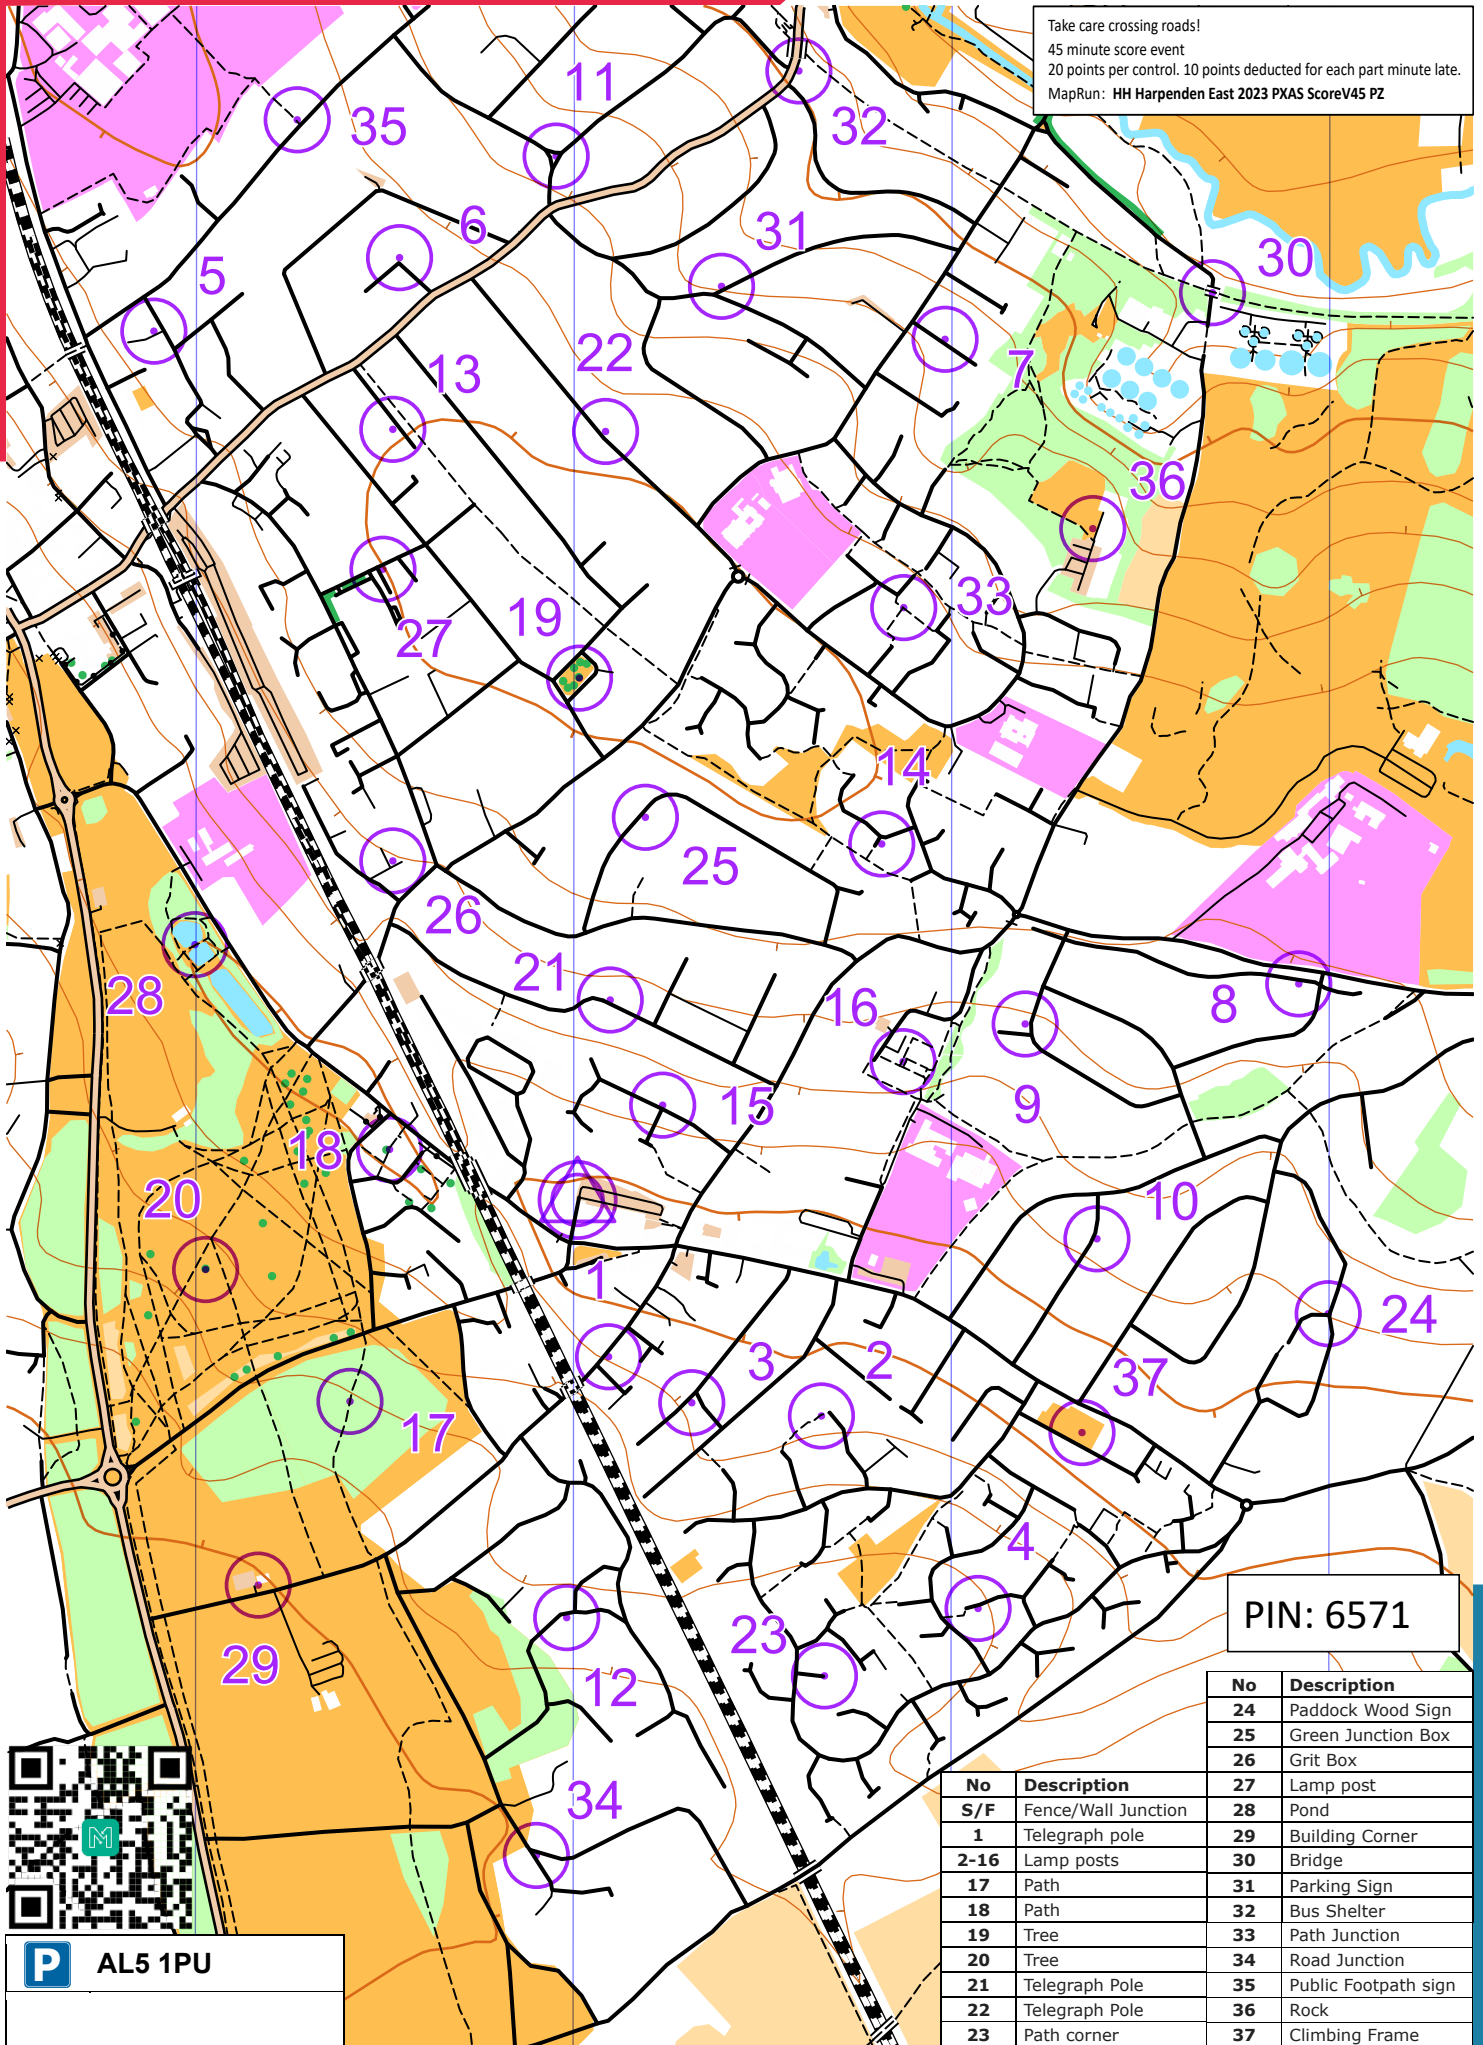 Take care crossing roads!
45 minute score event
20 points per control. 10 points deducted for each part minute late.
MapRun: HH Harpenden East 2023 PXAS ScoreV45 PZ
11
35
32
6
31
5
30
22
13
7
36
33
19
27
14
25
26
21
28
16
8
15
9
18
20
10
1
24
3
2
37
17
4
23
29
12
34
PIN: 6571
No Description
24 Paddock Wood Sign
25 Green Junction Box
26 Grit Box
27 Lamp post
28 Pond
29 Building Corner
30 Bridge
31 Parking Sign
32 Bus Shelter
33 Path Junction
34 Road Junction
35 Public Footpath sign
36 Rock
37 Climbing Frame
No Description
S/F Fence/Wall Junction
1 Telegraph pole
2-16 Lamp posts
17 Path
18 Path
19 Tree
20 Tree
21 Telegraph Pole
22 Telegraph Pole
23 Path corner
M
P AL5 1PU